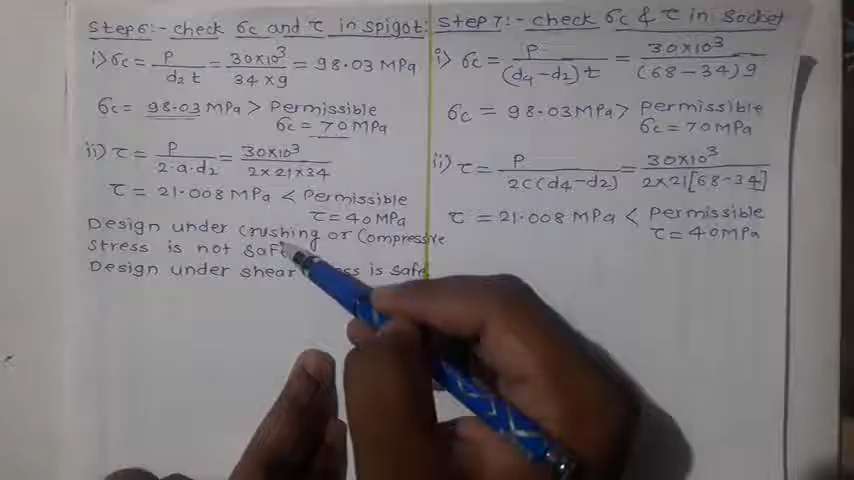 Step 6:- check σc and τ in spigot:
i) σc = P / d2 t = 30×10³ / 34 × 9 = 98.03 MPa
σc = 98.03 MPa > Permissible
σc = 70 MPa
ii) τ = P / 2·a·d2 = 30×10³ / 2×21×34
τ = 21.008 MPa < Permissible
τ = 40 MPa
Design under crushing or Compressive
stress is not
Design under shear is safe
Step 7:- check σc & τ in Socket
i) σc = P / (d4-d2) t = 30×10³ / (68-34) 9
σc = 98.03 MPa > Permissible
σc = 70 MPa
ii) τ = P / 2C(d4-d2) = 30×10³ / 2×21[68-34]
τ = 21.008 MPa < Permissible
τ = 40 MPa